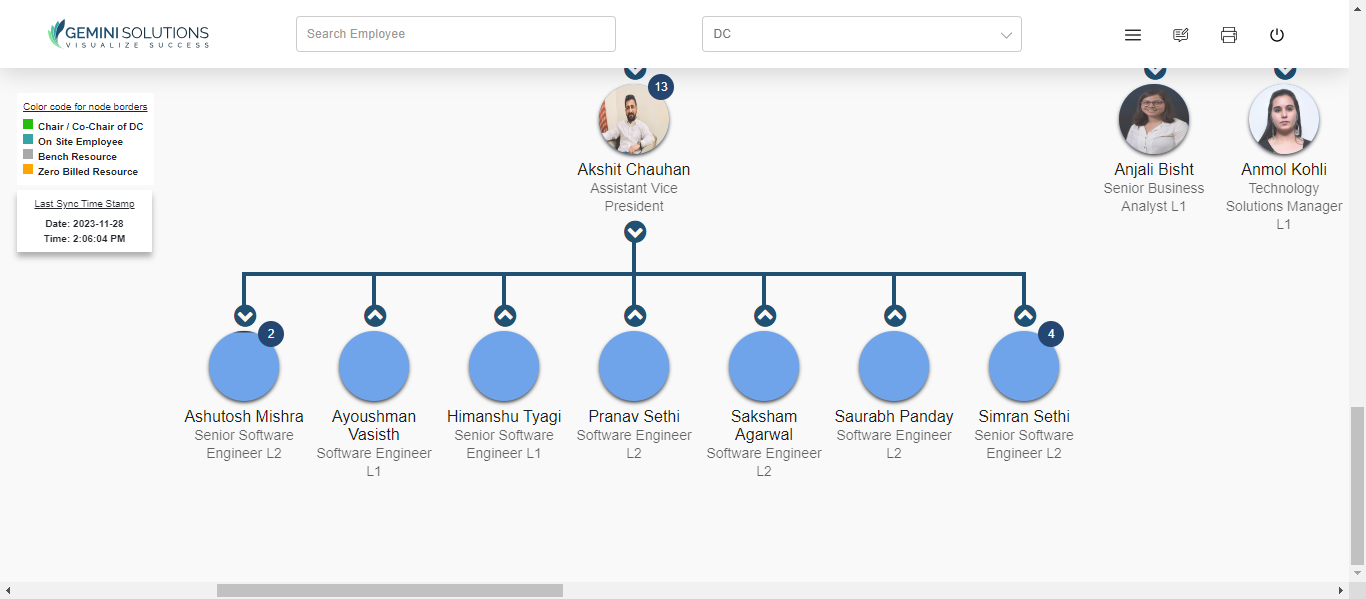 GEMINI SOLUTIONS
VISUALIZE SUCCESS
Search Employee
DC
Color code for node borders
Chair / Co-Chair of DC
On Site Employee
Bench Resource
Zero Billed Resource
Last Sync Time Stamp
Date: 2023-11-28
Time: 2:06:04 PM
13
Akshit Chauhan
Assistant Vice
President
Anjali Bisht
Senior Business
Analyst L1
Anmol Kohli
Technology
Solutions Manager
L1
2
Ashutosh Mishra
Senior Software
Engineer L2
Ayoushman
Vasisth
Software Engineer
L1
Himanshu Tyagi
Senior Software
Engineer L1
Pranav Sethi
Software Engineer
L2
Saksham
Agarwal
Software Engineer
L2
Saurabh Panday
Software Engineer
L2
4
Simran Sethi
Senior Software
Engineer L2